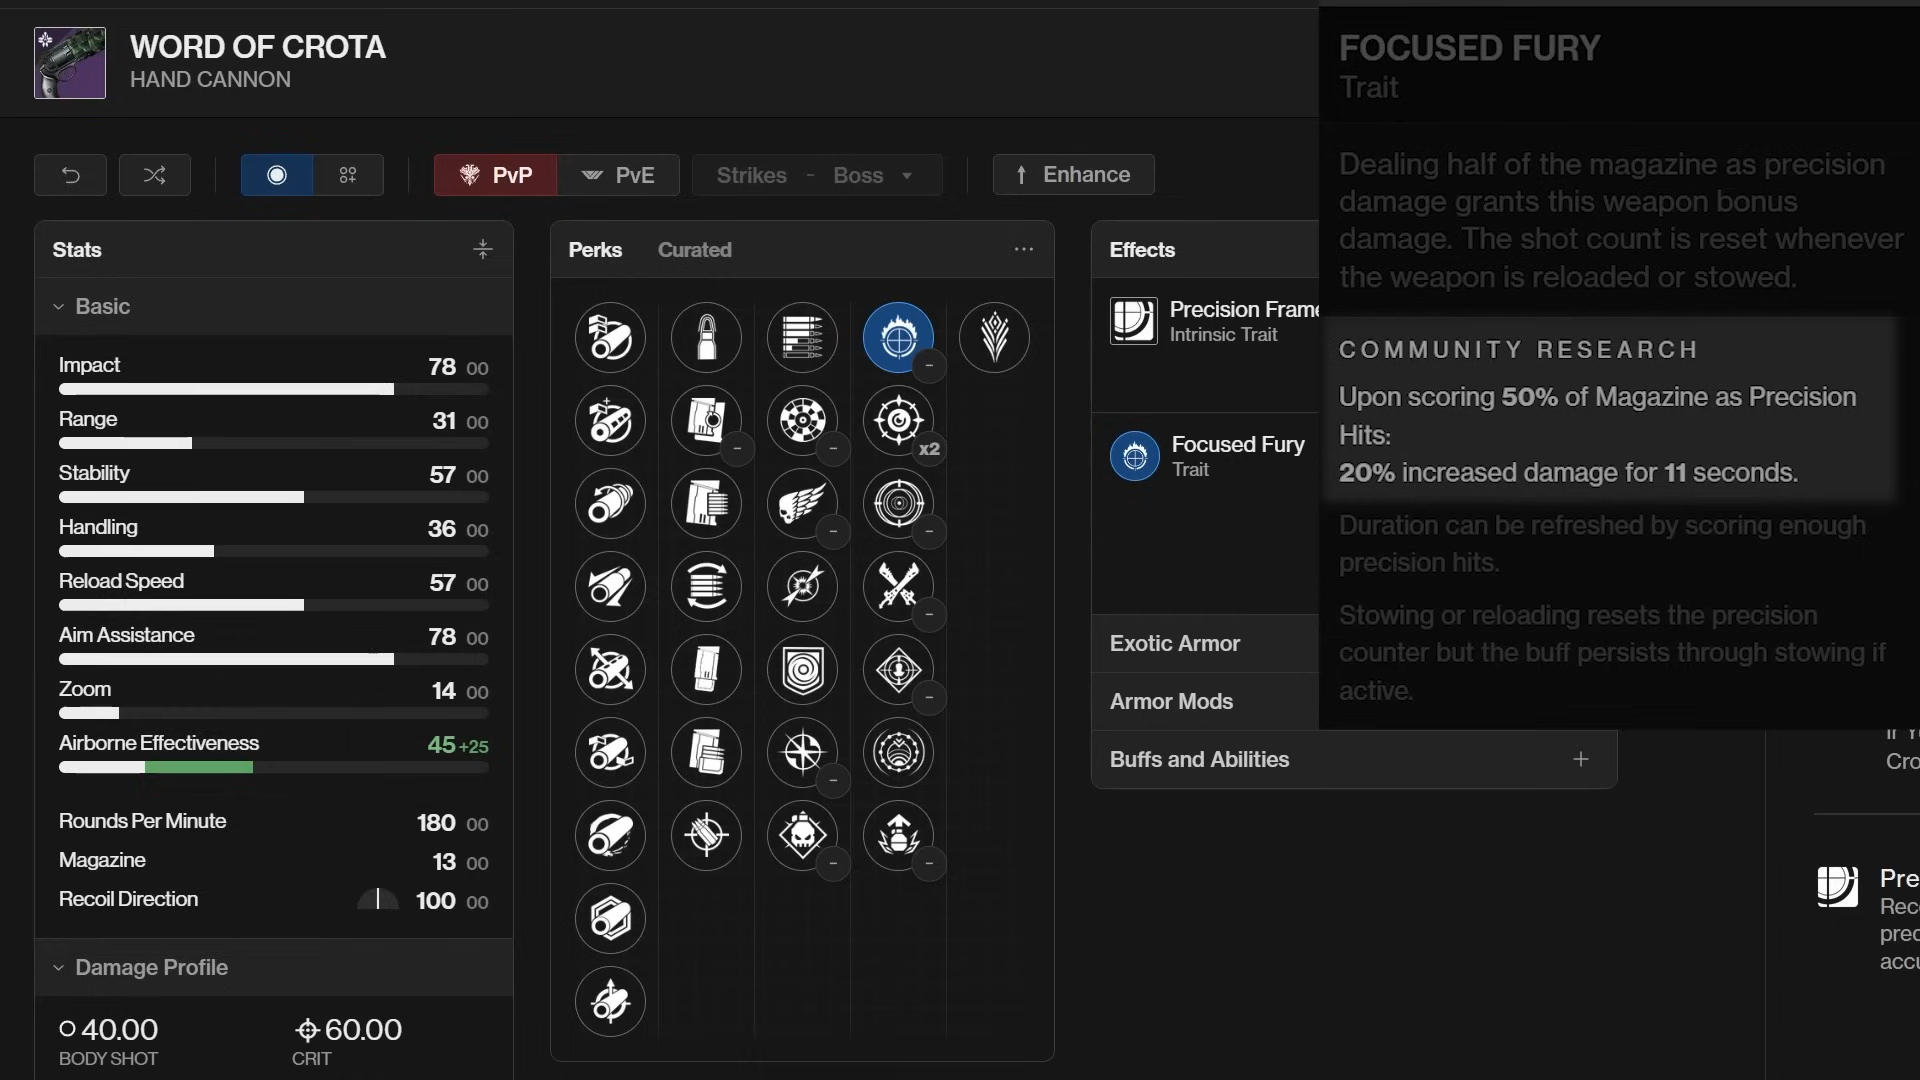 WORD OF CROTA
HAND CANNON
PvP
PvE
Strikes - Boss
Enhance
Stats
Basic
Impact 78 00
Range 31 00
Stability 57 00
Handling 36 00
Reload Speed 57 00
Aim Assistance 78 00
Zoom 14 00
Airborne Effectiveness 45 +25
Rounds Per Minute 180 00
Magazine 13 00
Recoil Direction 100 00
Damage Profile
40.00 60.00
BODY SHOT CRIT
Perks Curated
-
-
-
x2
-
-
-
-
-
-
-
Effects
Precision Frame
Intrinsic Trait
Focused Fury
Trait
Exotic Armor
Armor Mods
Buffs and Abilities +
FOCUSED FURY
Trait
Dealing half of the magazine as precision
damage grants this weapon bonus
damage. The shot count is reset whenever
the weapon is reloaded or stowed.
COMMUNITY RESEARCH
Upon scoring 50% of Magazine as Precision
Hits:
20% increased damage for 11 seconds.
Duration can be refreshed by scoring enough
precision hits.
Stowing or reloading resets the precision
counter but the buff persists through stowing if
active.
Cro
Pre
Reco
prec
accu